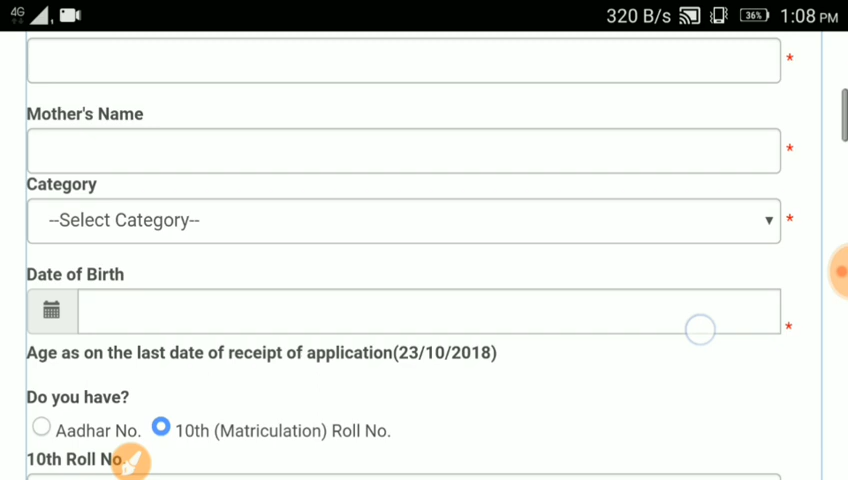 4G 320 B/s 36% 1:08 PM
*
Mother's Name
*
Category
--Select Category-- ▼ *
Date of Birth
*
Age as on the last date of receipt of application(23/10/2018)
Do you have?
Aadhar No. 10th (Matriculation) Roll No.
10th Roll No.